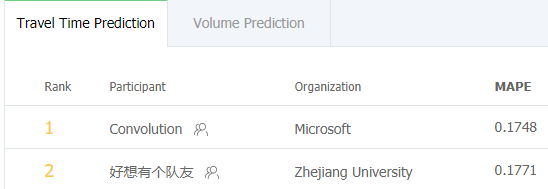 Travel Time Prediction Volume Prediction
Rank Participant Organization MAPE
1 Convolution Microsoft 0.1748
2 好想有个队友 Zhejiang University 0.1771